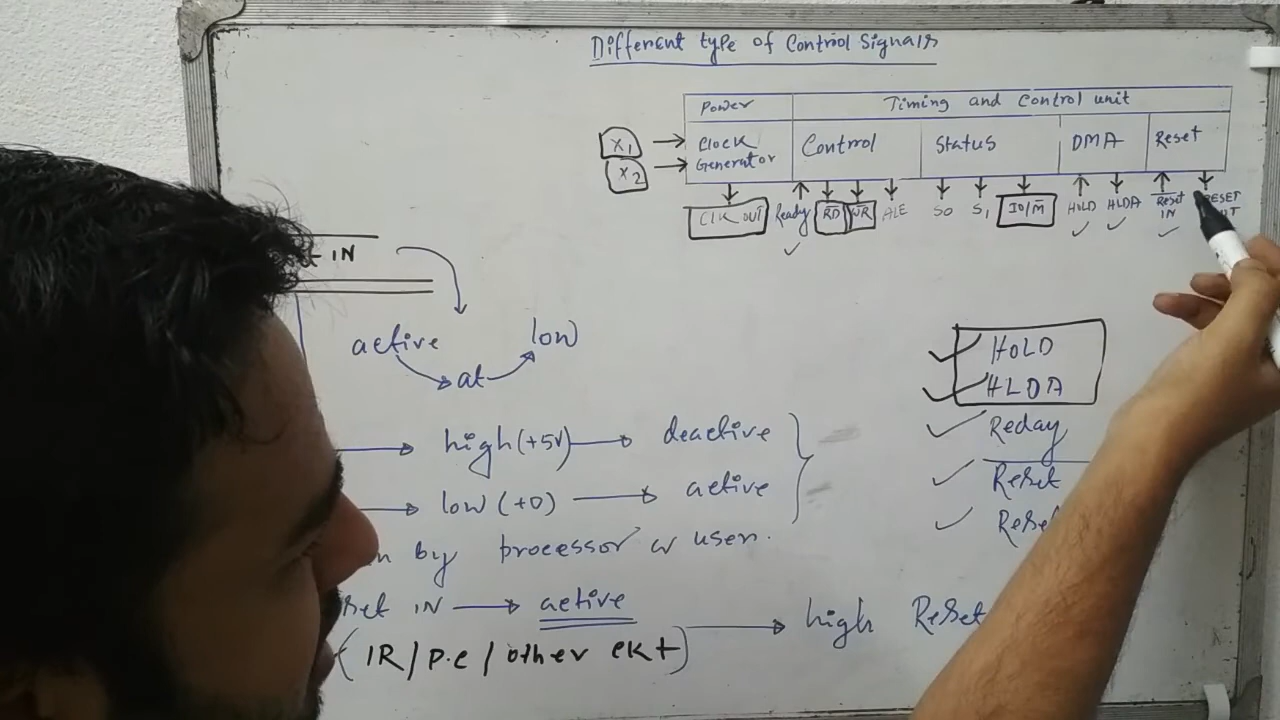 Different type of Control Signals
Power Timing and Control unit
Clock Generator Control Status DMA Reset
X1
X2
CLK OUT Ready R̅D̅ W̅R̅ ALE S0 S1 IO/M̅ HOLD HLDA R̅e̅s̅e̅t̅ IN RESET
IN
active at low
high (+5V) deactive
low (+0) active
by processor or user.
set IN active
(IR/P.C/other ckt) high Reset
HOLD
HLDA
Reday
R̅e̅s̅e̅t̅
Reset